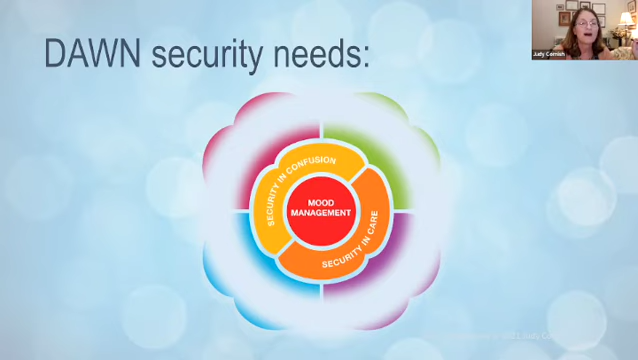 DAWN security needs:
Judy Cornish
SECURITY IN CONFUSION
MOOD
MANAGEMENT
SECURITY IN CARE